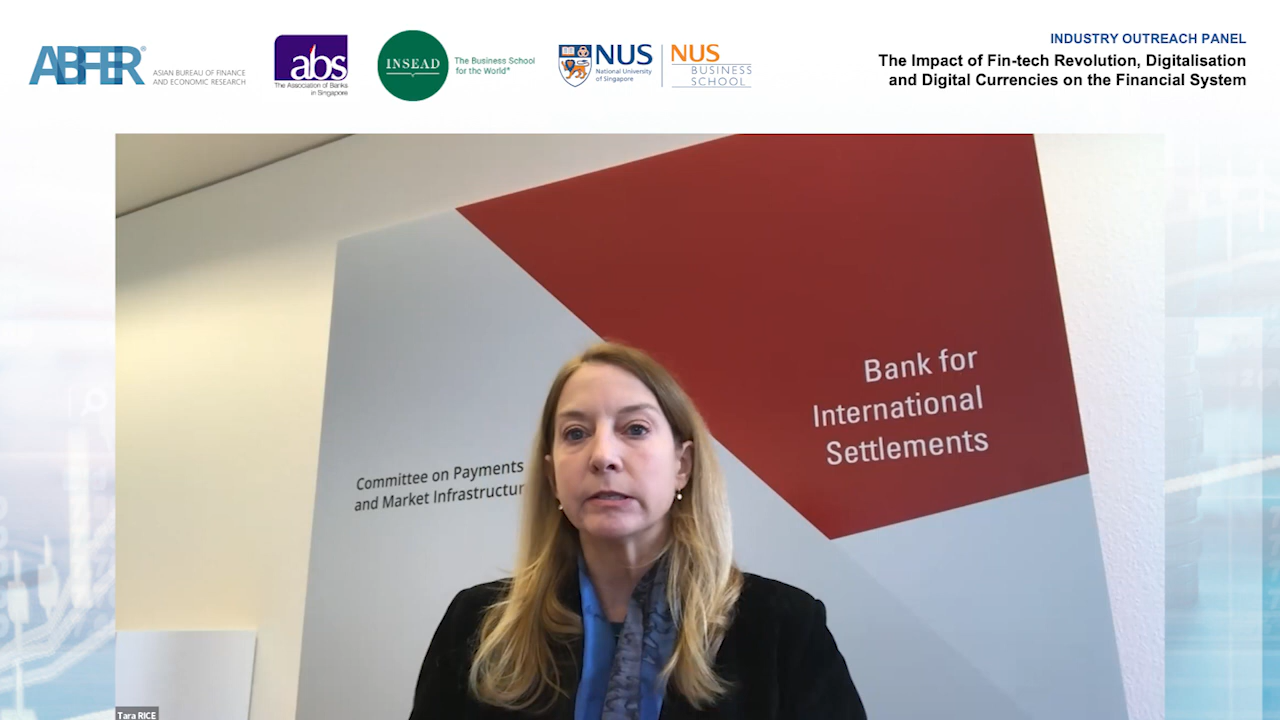 ABFER®
ASIAN BUREAU OF FINANCE
AND ECONOMIC RESEARCH
abs
The Association of Banks
in Singapore
INSEAD
The Business School
for the World®
NUS
National University
of Singapore
NUS
BUSINESS
SCHOOL
INDUSTRY OUTREACH PANEL
The Impact of Fin-tech Revolution, Digitalisation
and Digital Currencies on the Financial System
Bank for
International
Settlements
Committee on Payments
and Market Infrastructur
Tara RICE